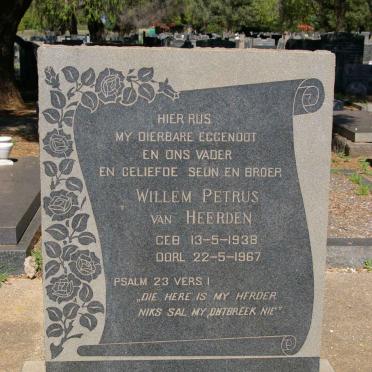 HIER RUS
MY DIERBARE EGGENOOT
EN ONS VADER
EN GELIEFDE SEUN EN BROER
WILLEM PETRUS
VAN HEERDEN
GEB 13-5-1938
OORL 22-5-1967
PSALM 23 VERS 1
„DIE HERE IS MY HERDER
NIKS SAL MY ONTBREEK NIE"